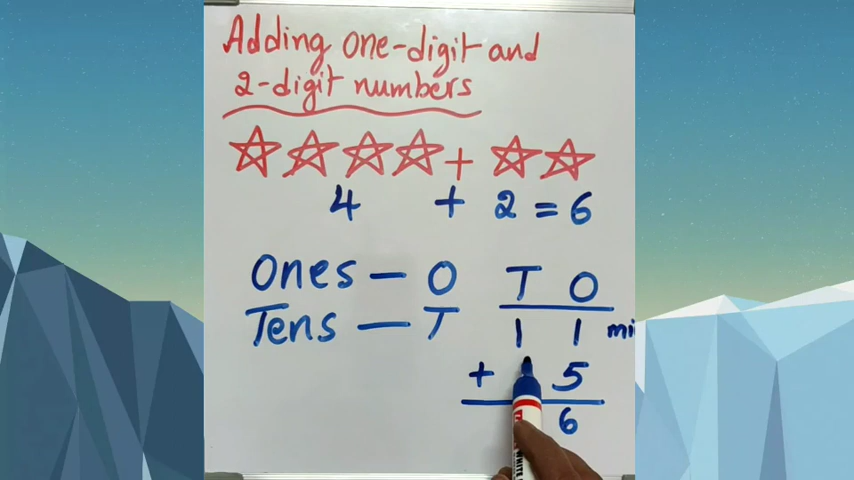 Adding one-digit and
2-digit numbers
+
4 + 2 = 6
Ones — O
Tens — T
T O
1 1
+ 5
6